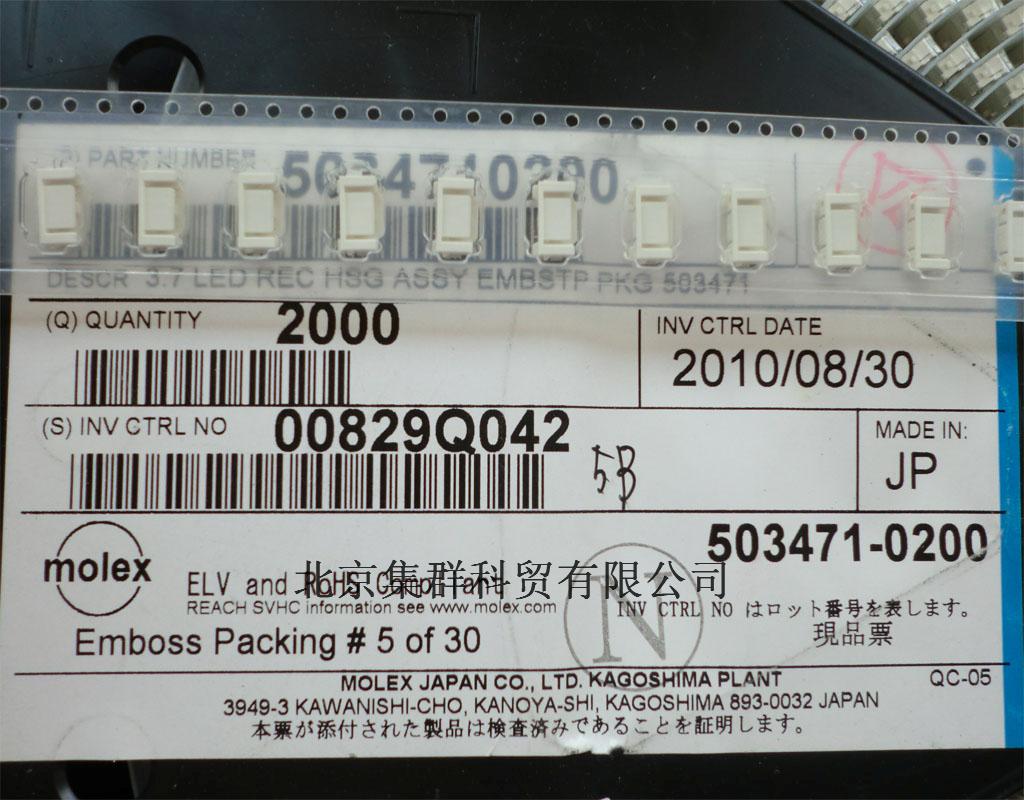 (P) PART NUMBER 5034710200
DESCR 3.7 LED REC HSG ASSY EMBSTP PKG 503471
(Q) QUANTITY 2000
INV CTRL DATE
2010/08/30
(S) INV CTRL NO 00829Q042
5B
MADE IN:
JP
503471-0200
molex
ELV and RoHS Compliant
北京集群科贸有限公司
REACH SVHC information see www.molex.com
N
INV CTRL NO はロット番号を表します。
Emboss Packing # 5 of 30
現品票
MOLEX JAPAN CO., LTD. KAGOSHIMA PLANT
QC-05
3949-3 KAWANISHI-CHO, KANOYA-SHI, KAGOSHIMA 893-0032 JAPAN
本票が添付された製品は検査済みであることを証明します。